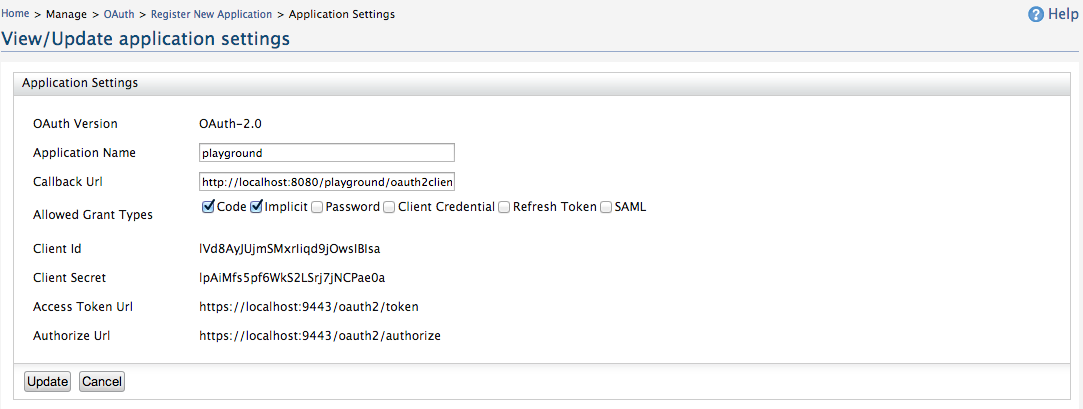 Home > Manage > OAuth > Register New Application > Application Settings
Help
View/Update application settings
Application Settings
OAuth Version OAuth-2.0
Application Name playground
Callback Url http://localhost:8080/playground/oauth2clien
Allowed Grant Types Code Implicit Password Client Credential Refresh Token SAML
Client Id
Client Secret
Access Token Url https://localhost:9443/oauth2/token
Authorize Url https://localhost:9443/oauth2/authorize
Update Cancel